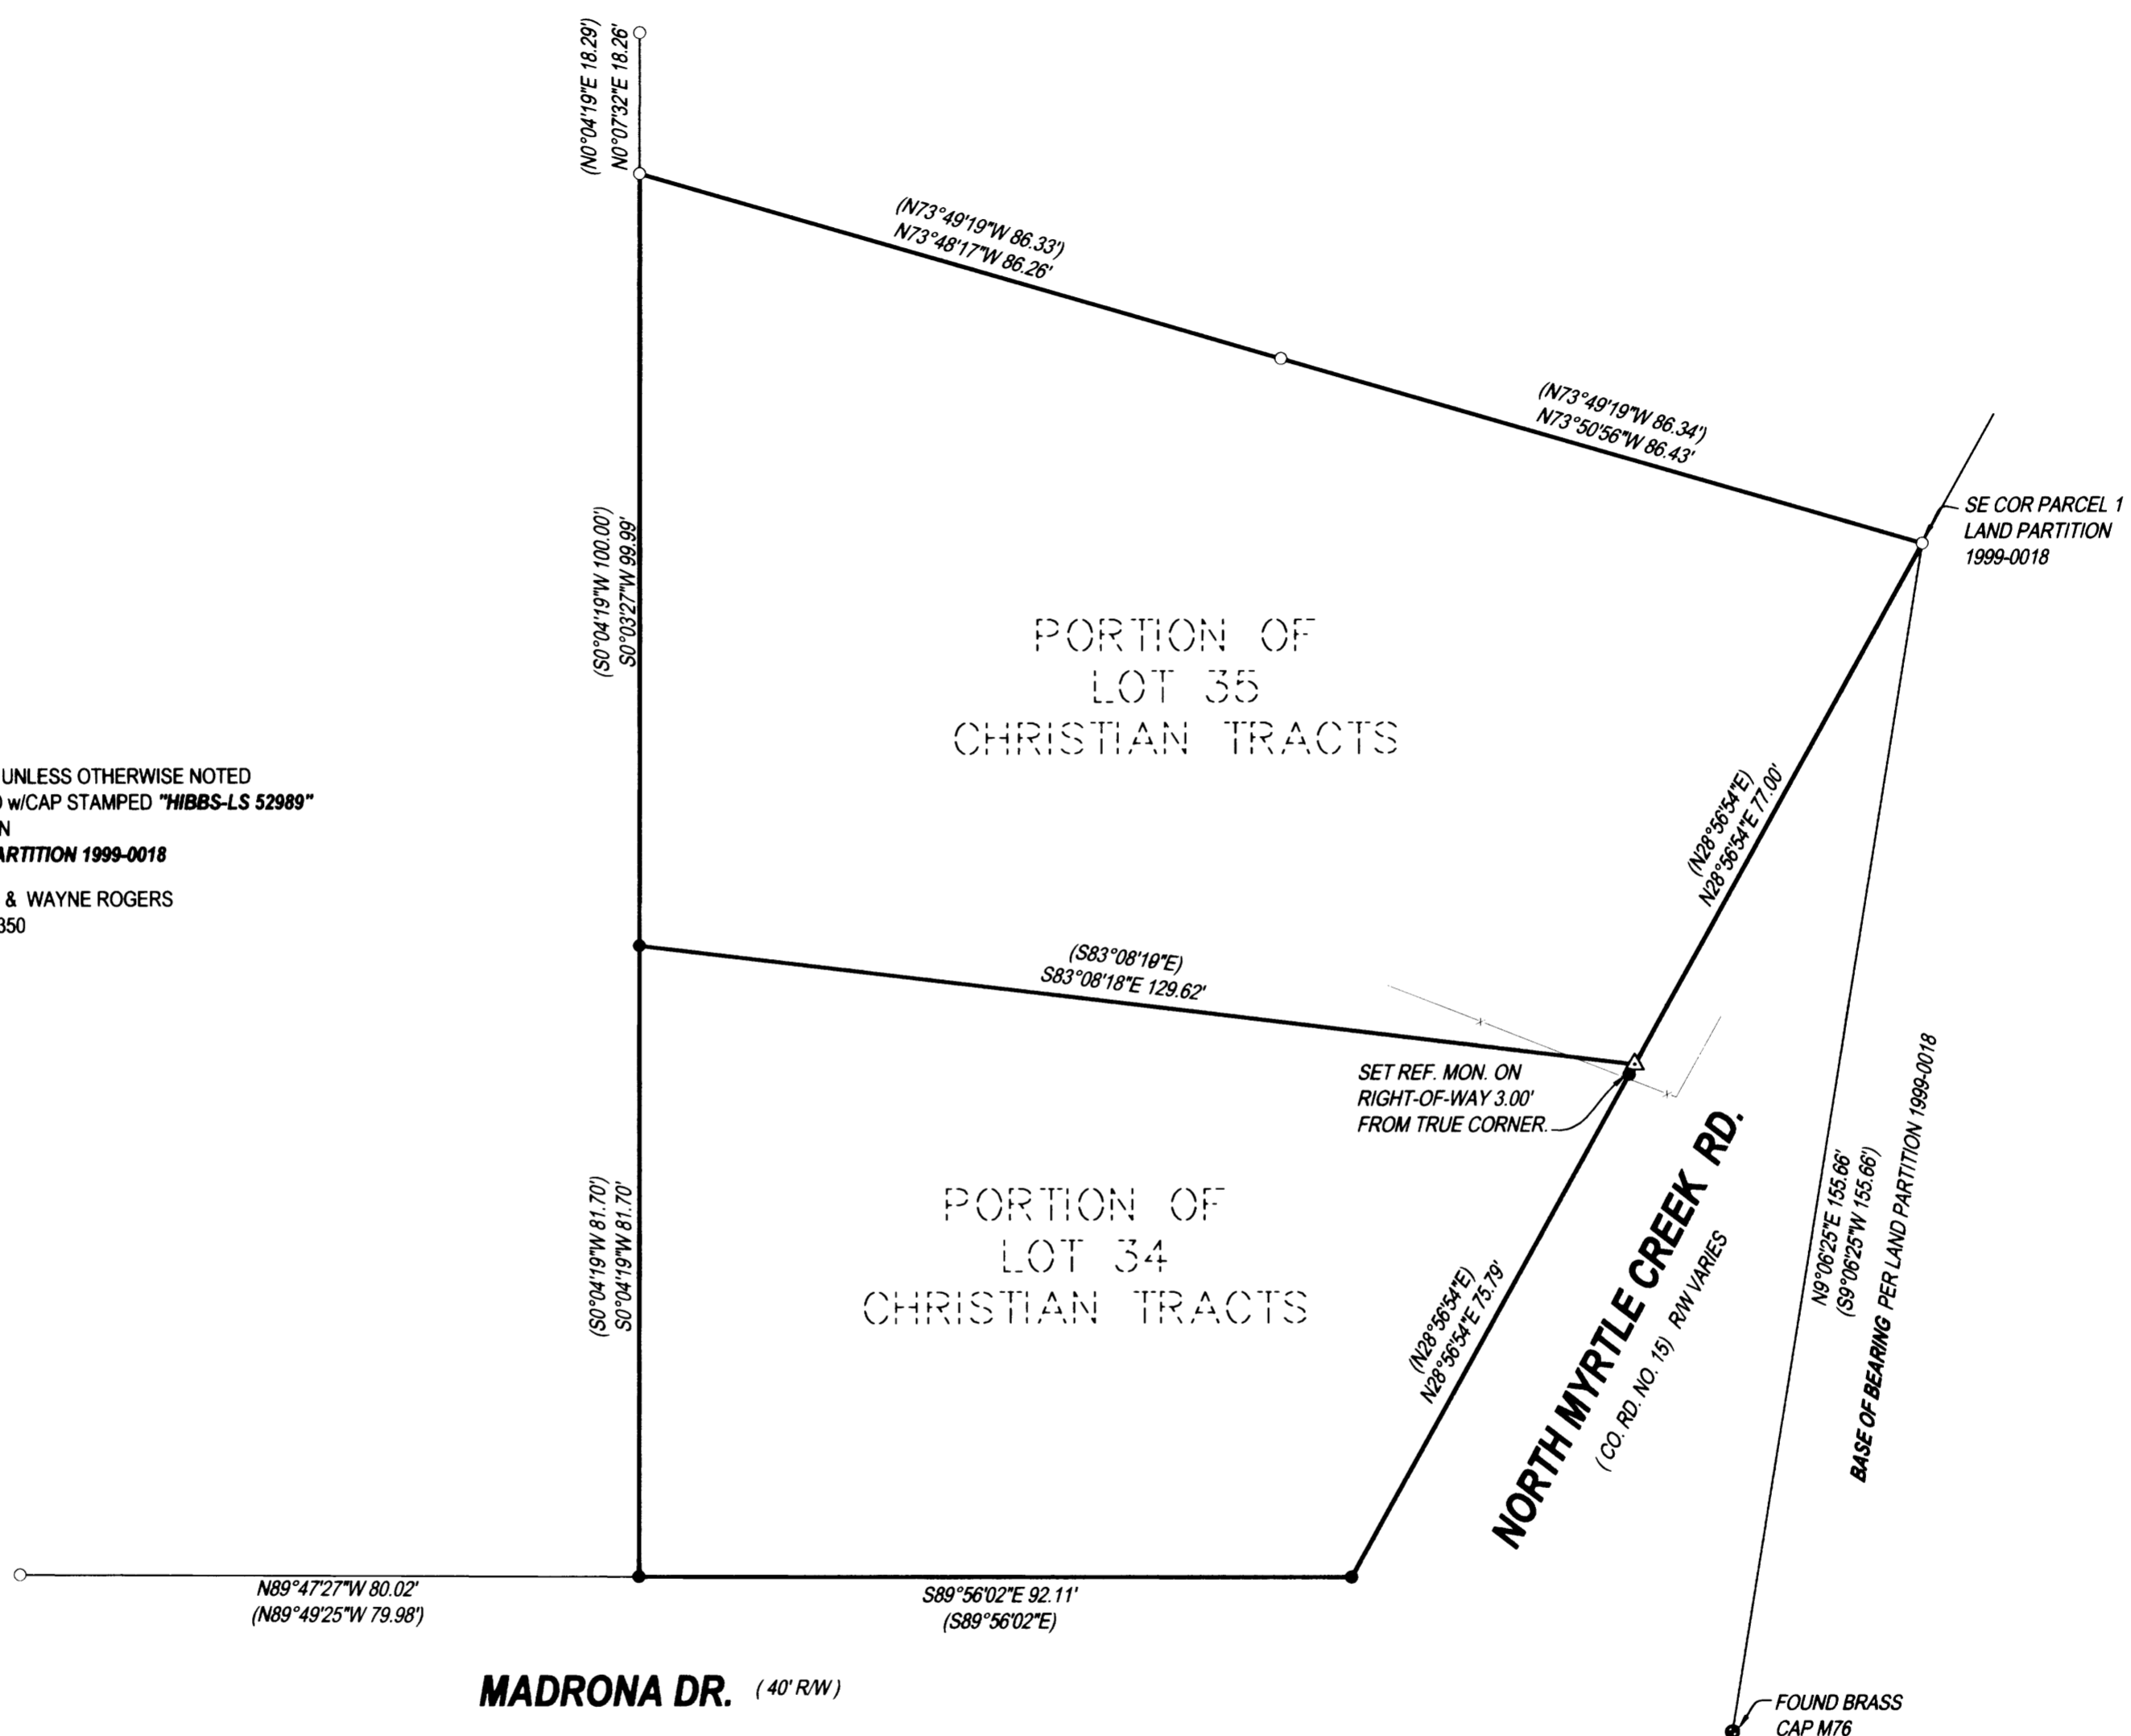 (N0°04'19"E 18.29')
N0°07'32"E 18.26'
(N73°49'19"W 86.33')
N73°48'17"W 86.26'
(N73°49'19"W 86.34')
N73°50'56"W 86.43'
SE COR PARCEL 1
LAND PARTITION
1999-0018
(S0°04'19"W 100.00')
S0°03'27"W 99.99'
PORTION OF
LOT 35
CHRISTIAN TRACTS
UNLESS OTHERWISE NOTED
w/CAP STAMPED "HIBBS-LS 52989"
PARTITION 1999-0018
& WAYNE ROGERS
350
(N28°56'54"E)
N28°56'54"E 77.00'
(S83°08'19"E)
S83°08'18"E 129.62'
SET REF. MON. ON
RIGHT-OF-WAY 3.00'
FROM TRUE CORNER.
(S0°04'19"W 81.70')
S0°04'19"W 81.70'
PORTION OF
LOT 34
CHRISTIAN TRACTS
(N28°56'54"E)
N28°56'54"E 75.79'
NORTH MYRTLE CREEK RD.
(CO. RD. NO. 15) R/W VARIES
N9°06'25"E 155.66'
(S9°06'25"W 155.66')
BASE OF BEARING PER LAND PARTITION 1999-0018
N89°47'27"W 80.02'
(N89°49'25"W 79.98')
S89°56'02"E 92.11'
(S89°56'02"E)
MADRONA DR. (40' R/W)
FOUND BRASS
CAP M76